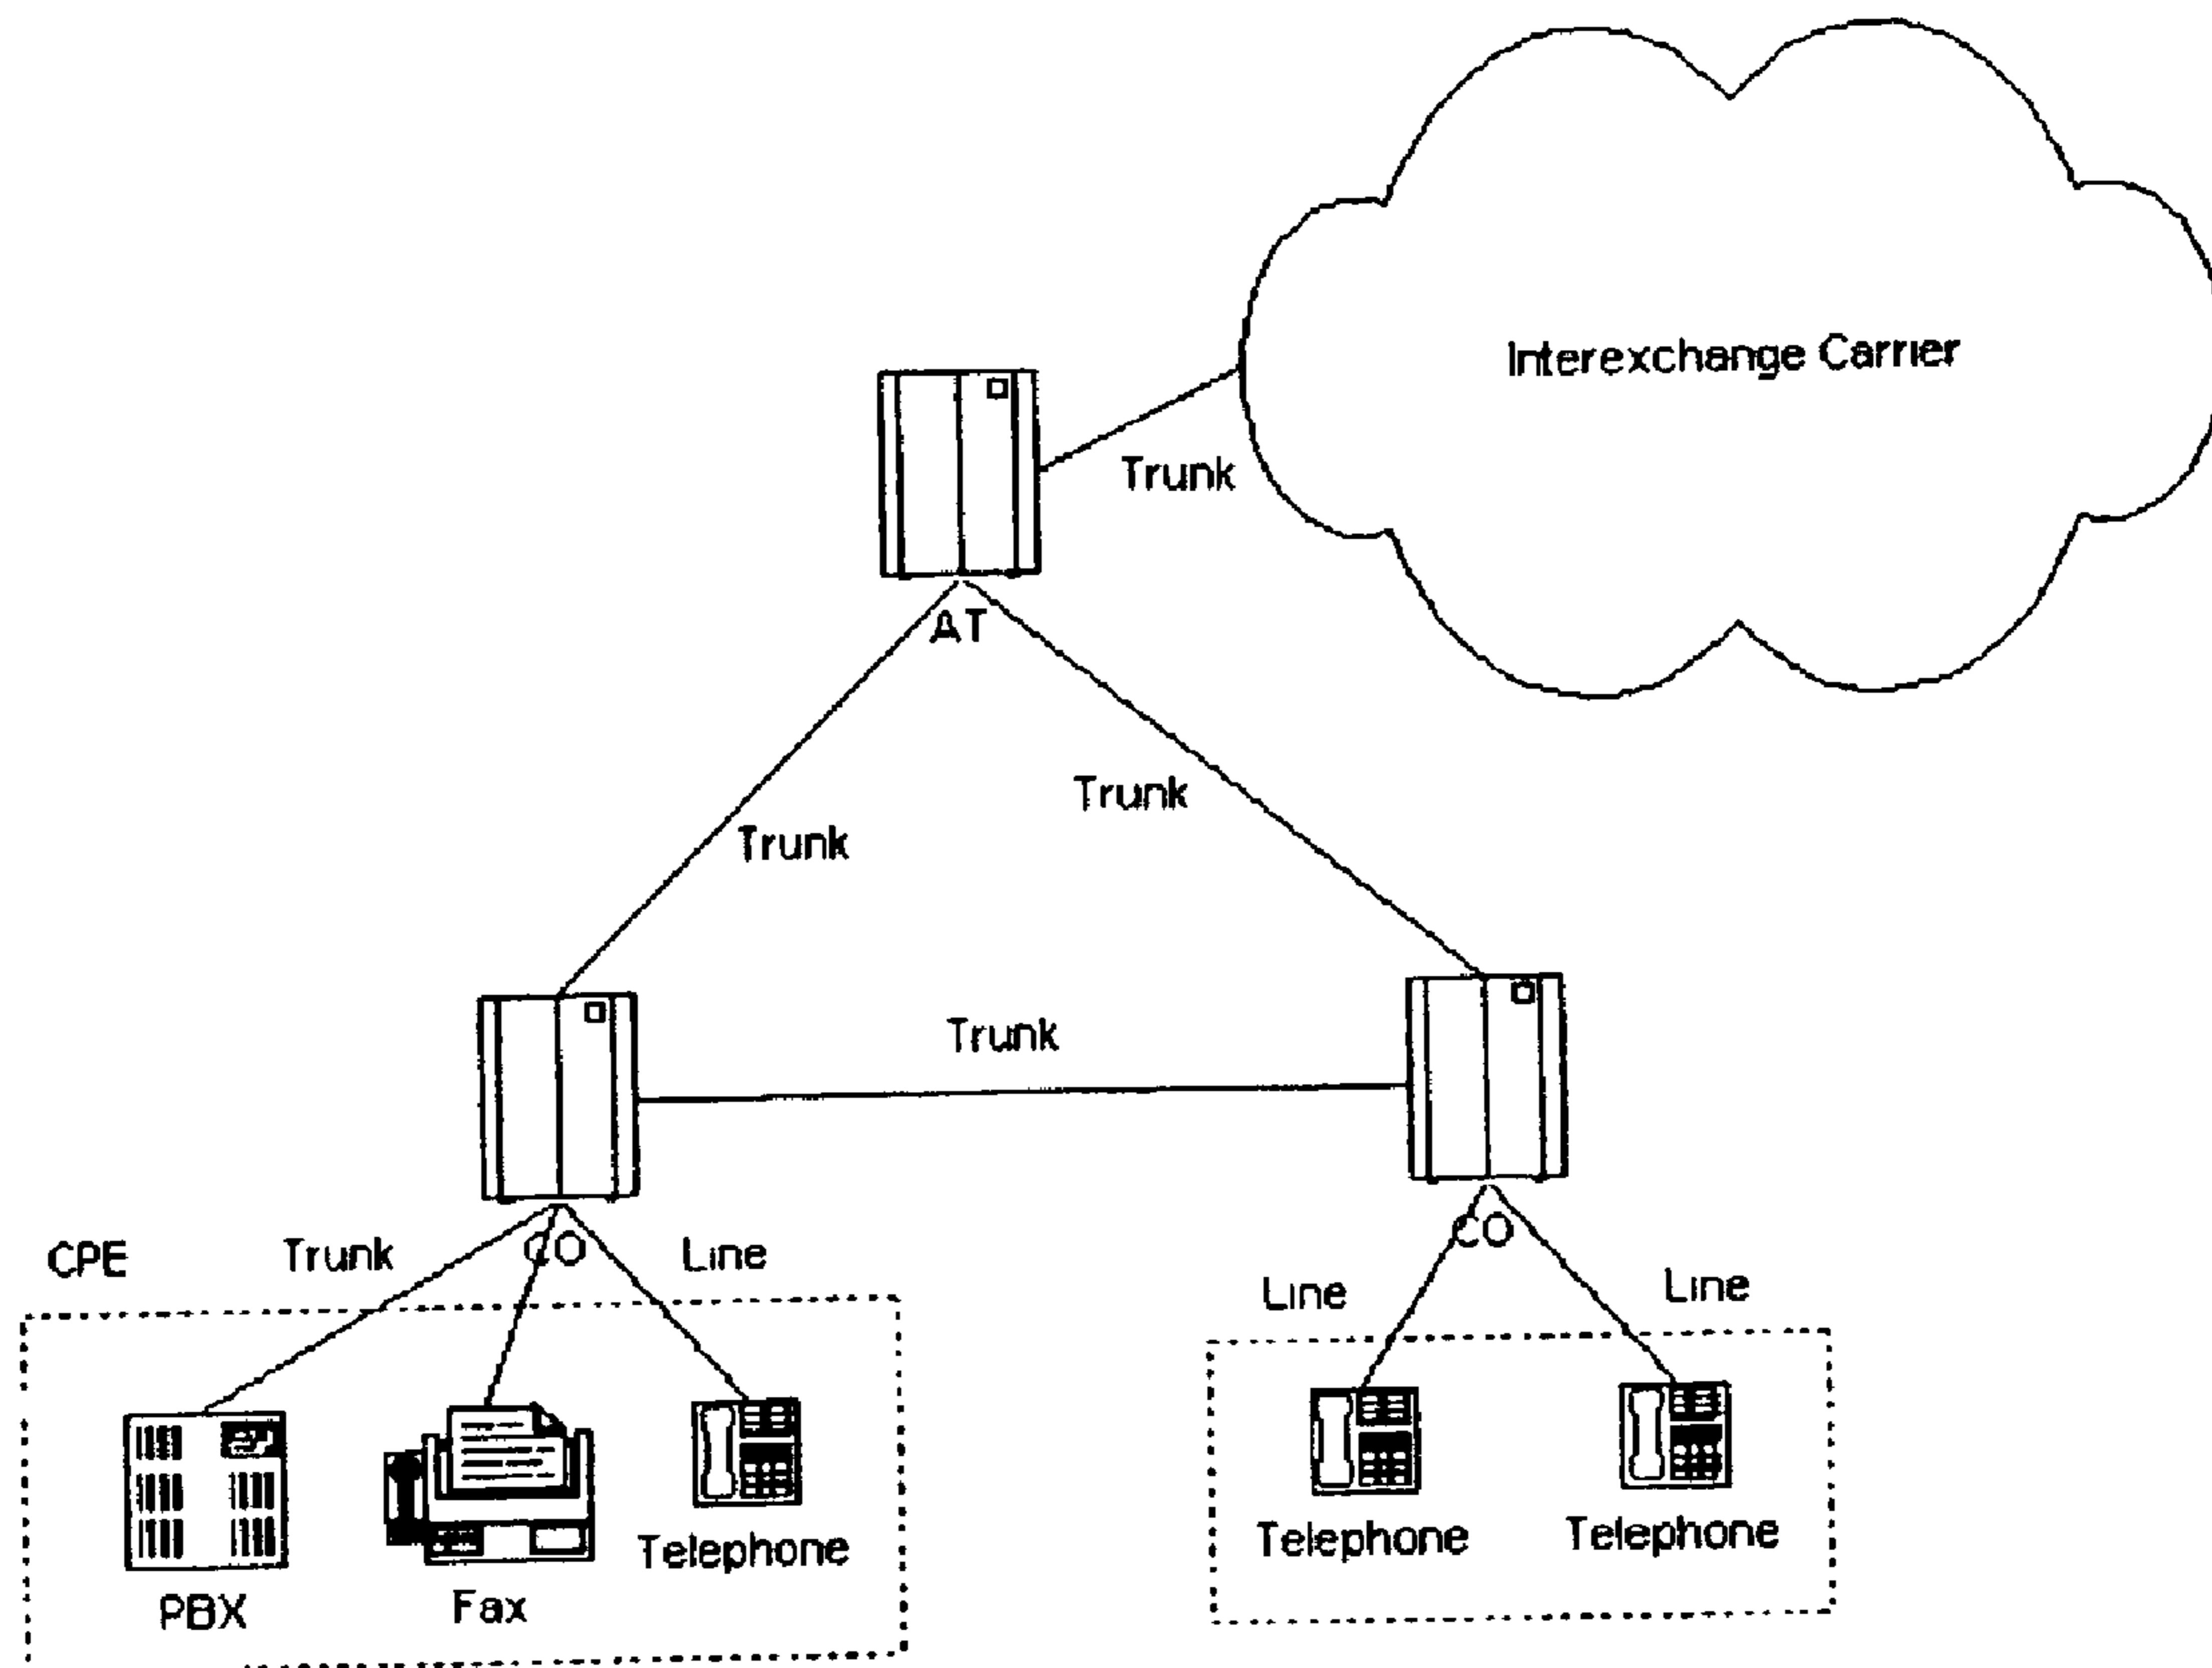 Interexchange Carrier
Trunk
AT
Trunk
Trunk
Trunk
CPE
Trunk
CO
Line
CO
Line
Line
PBX
Fax
Telephone
Telephone
Telephone